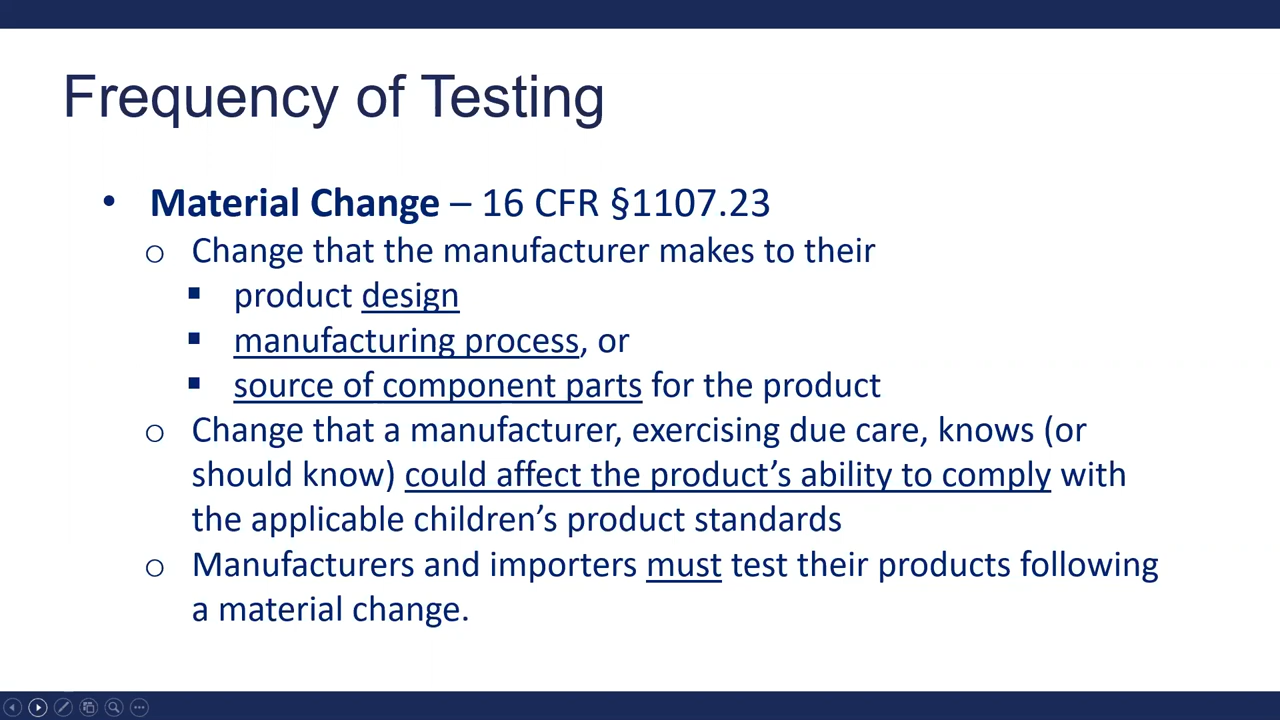 Frequency of Testing
• Material Change – 16 CFR §1107.23
o Change that the manufacturer makes to their
▪ product design
▪ manufacturing process, or
▪ source of component parts for the product
o Change that a manufacturer, exercising due care, knows (or
should know) could affect the product’s ability to comply with
the applicable children’s product standards
o Manufacturers and importers must test their products following
a material change.